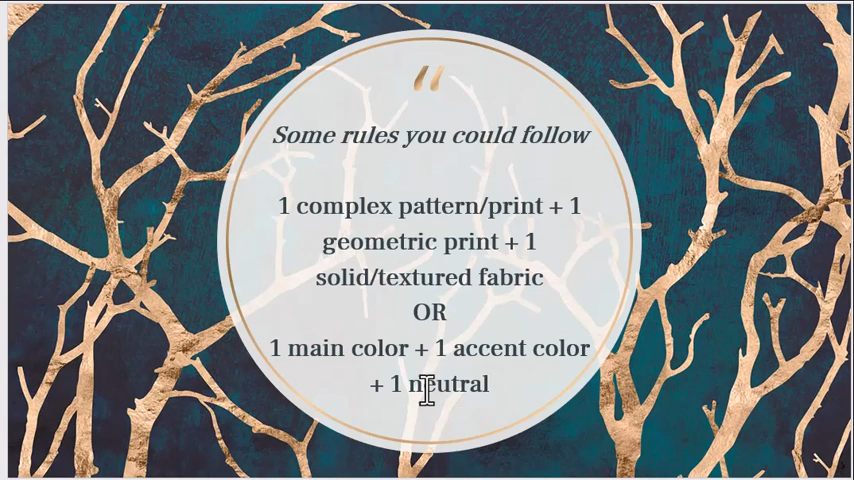 “
Some rules you could follow
1 complex pattern/print + 1
geometric print + 1
solid/textured fabric
OR
1 main color + 1 accent color
+ 1 neutral